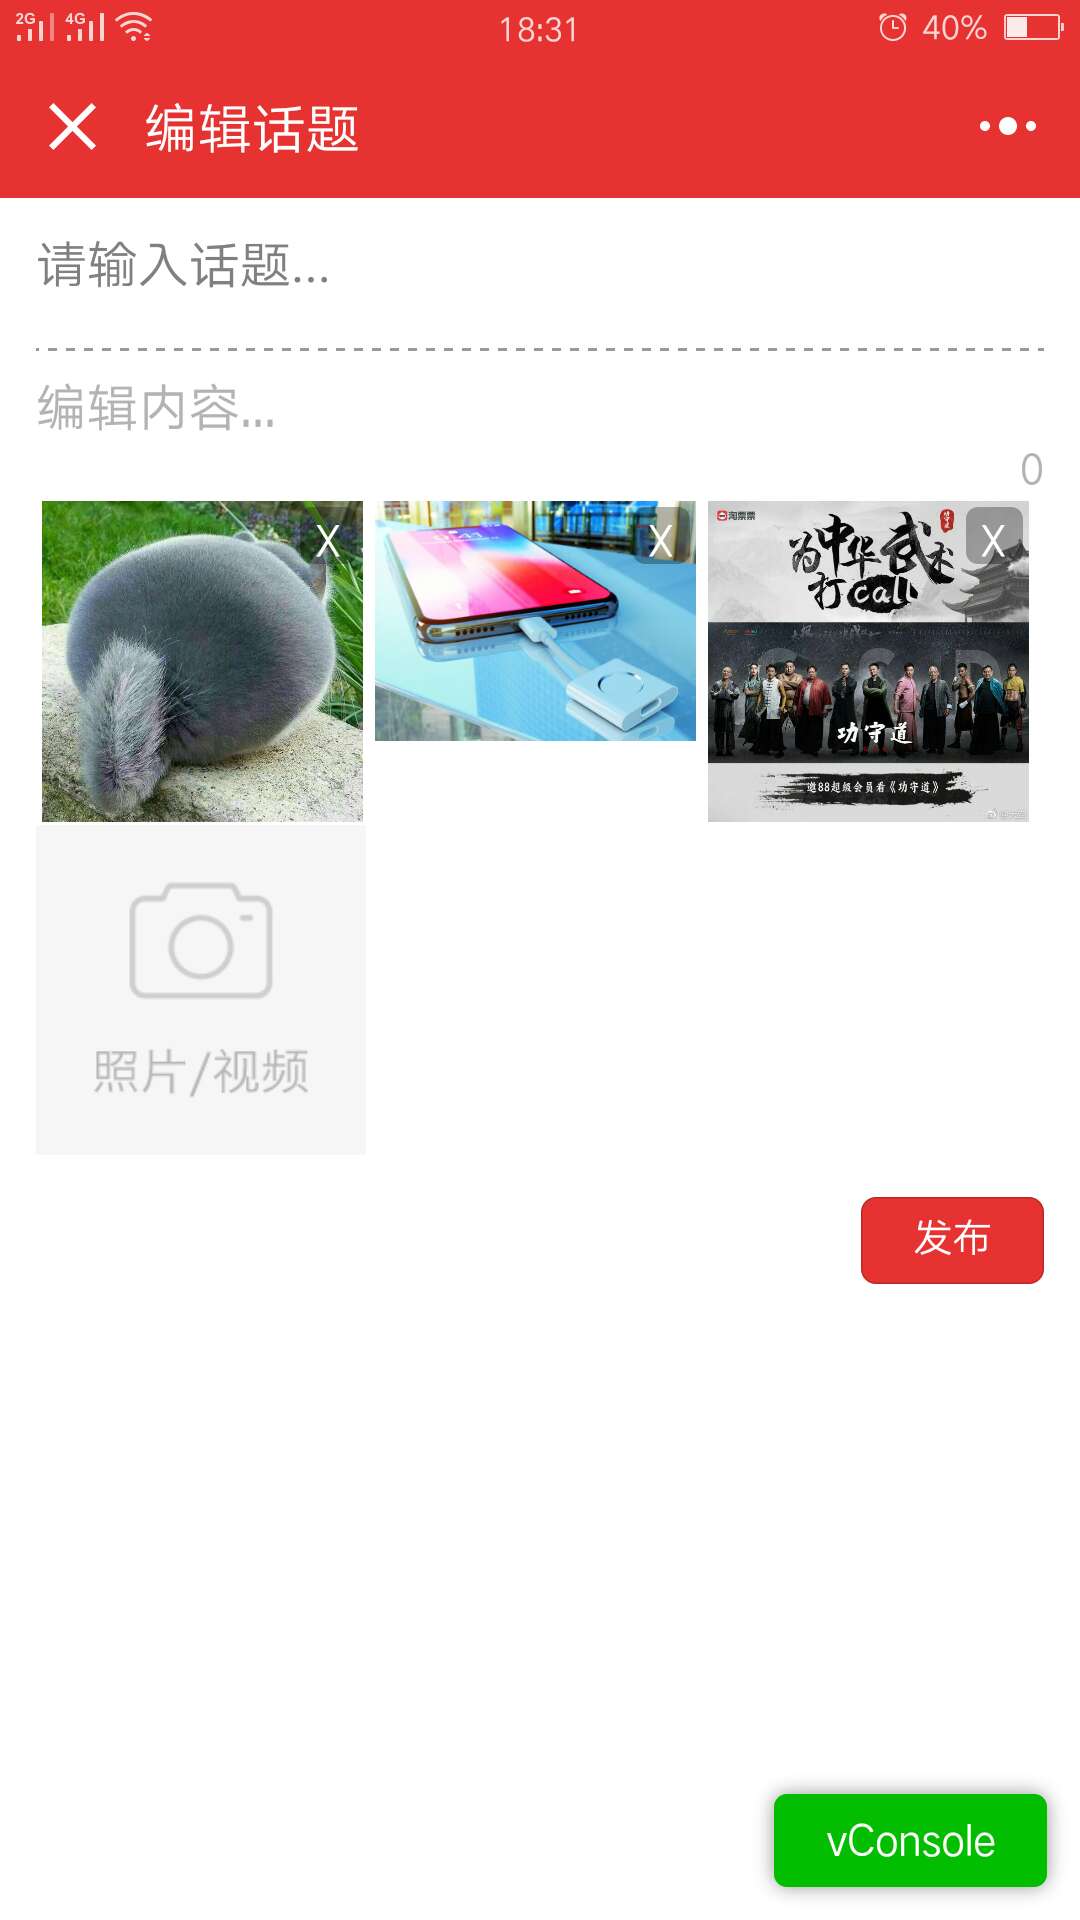 2G 4G 18:31 40%
编辑话题
请输入话题...
编辑内容...
0
X
X
X
9:41
淘票票
为中华武术
打call
功守道
邀88超级会员看《功守道》
照片/视频
发布
vConsole